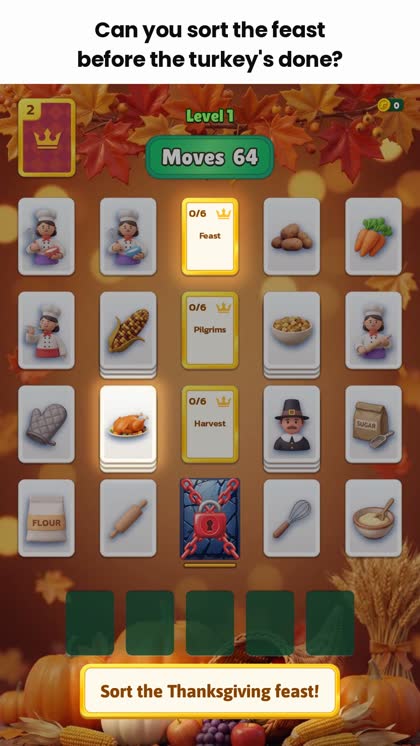 Can you sort the feast
before the turkey's done?
2
Level 1
0
Moves 64
0/6
Feast
0/6
Pilgrims
0/6
Harvest
SUGAR
FLOUR
Sort the Thanksgiving feast!